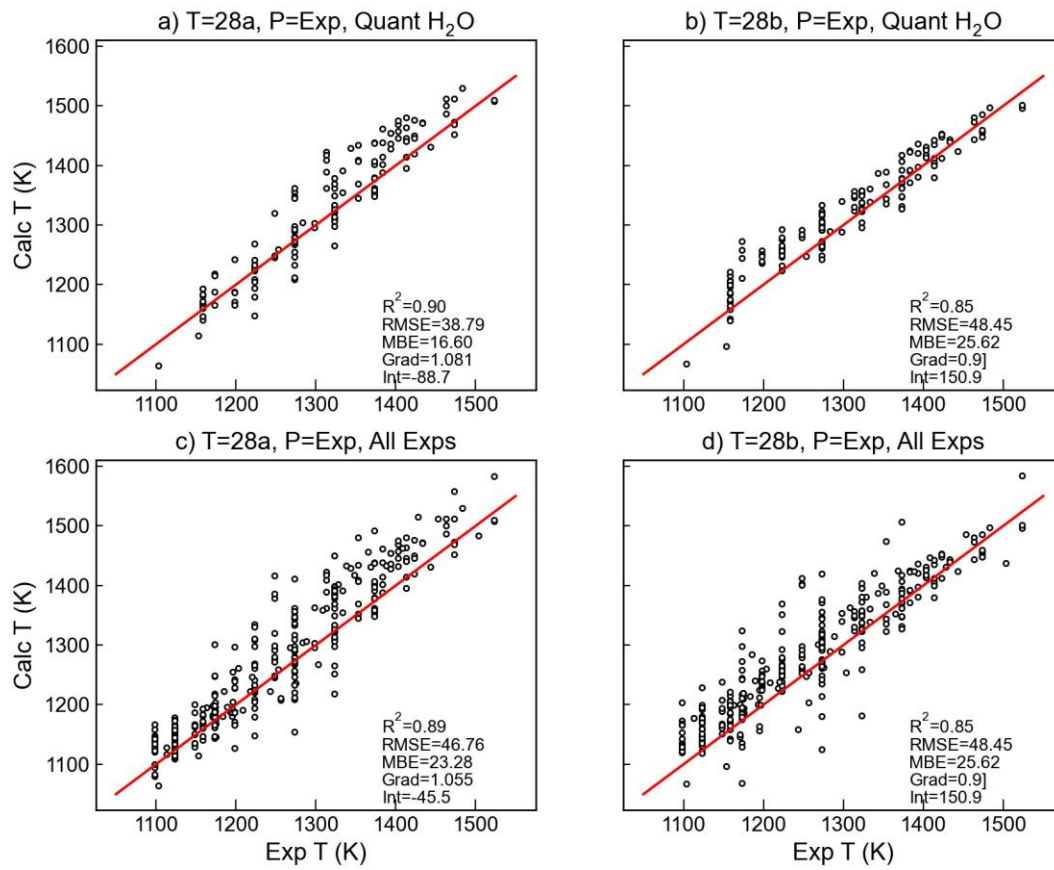 a) T=28a, P=Exp, Quant H₂O
b) T=28b, P=Exp, Quant H₂O
1600
1500
1400
1300
1200
1100
Calc T (K)
R²=0.90
RMSE=38.79
MBE=16.60
Grad=1.081
Int=-88.7
R²=0.85
RMSE=48.45
MBE=25.62
Grad=0.9]
Int=150.9
1100 1200 1300 1400 1500
1100 1200 1300 1400 1500
c) T=28a, P=Exp, All Exps
d) T=28b, P=Exp, All Exps
1600
1500
1400
1300
1200
1100
Calc T (K)
R²=0.89
RMSE=46.76
MBE=23.28
Grad=1.055
Int=-45.5
R²=0.85
RMSE=48.45
MBE=25.62
Grad=0.9]
Int=150.9
1100 1200 1300 1400 1500
1100 1200 1300 1400 1500
Exp T (K)
Exp T (K)